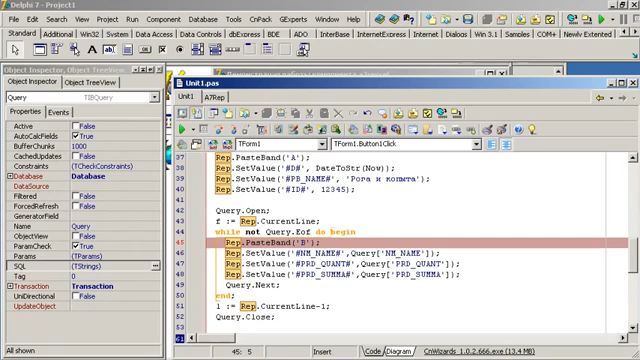 Delphi 7 - Project1
File Edit Search View Project Run Component Database Tools GExperts Window Help
Standard Additional Win32 System Data Access Data Controls dbExpress BDE ADO
Internet Dialogs Win 3.1 Samples
Object Inspector, Object TreeView
Object Inspector Object TreeView
Query TIBQuery
Properties Events
Active False
AutoCalcFields True
BufferChunks 1000
CachedUpdates False
Constraints (TCheckConstraints)
Database Database
DataSource
Filtered False
ForcedRefresh False
GeneratorField
Name Query
ObjectView False
ParamCheck True
Params (TParams)
SQL (TStrings)
Tag 0
Transaction Transaction
UniDirectional False
UpdateObject
Unit1.pas
Unit1 A7Rep
TForm1 TForm1.Button1Click
37 Rep.PasteBand('A');
38 Rep.SetValue('#D#', DateToStr(Now));
39 Rep.SetValue('#PB_NAME#', 'Рога и копыта');
40 Rep.SetValue('#ID#', 12345);
41
42 Query.Open;
43 f := Rep.CurrentLine;
44 while not Query.Eof do begin
45 Rep.PasteBand('B');
46 Rep.SetValue('#NM_NAME#',Query['NM_NAME']);
47 Rep.SetValue('#PRD_QUANT#',Query['PRD_QUANT']);
48 Rep.SetValue('#PRD_SUMMA#',Query['PRD_SUMMA']);
49 Query.Next;
50 end;
51 l := Rep.CurrentLine-1;
52 Query.Close;
61
45: 5 Insert Code Diagram CnWizards 1.0.2.666.exe (13.4 MB)